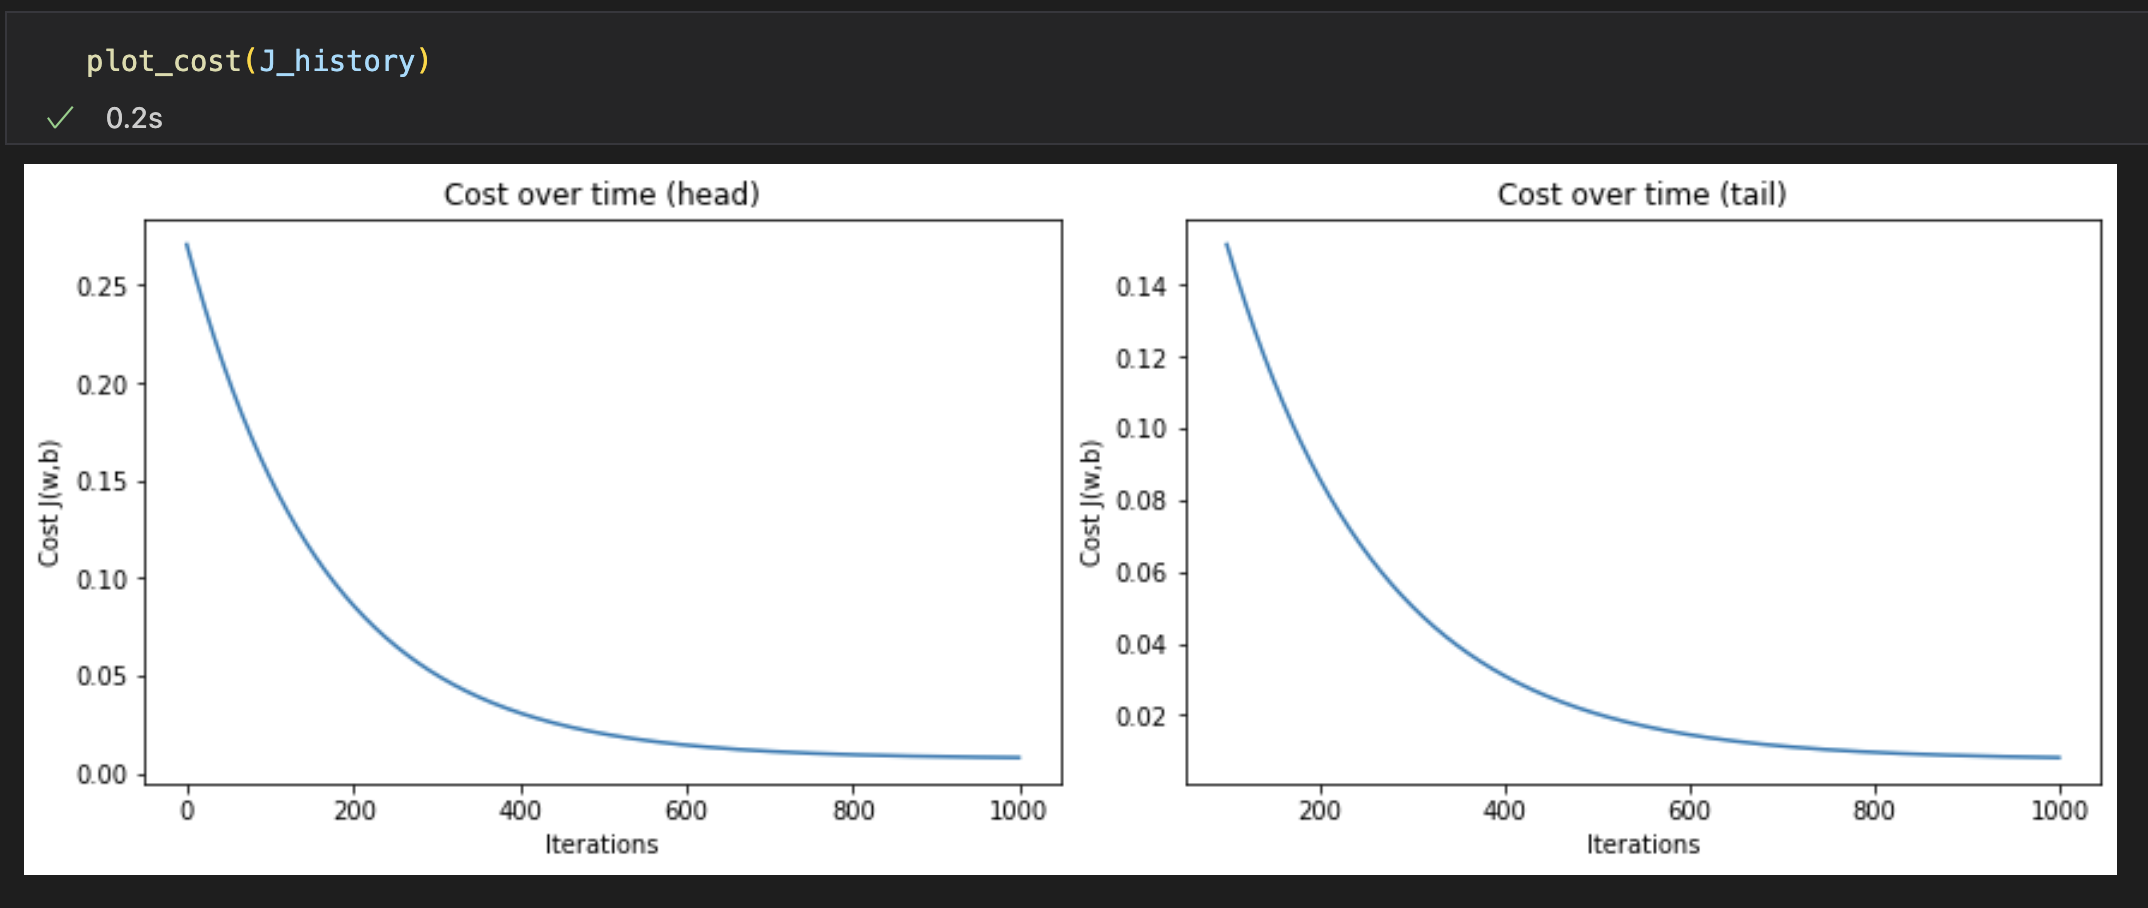 plot_cost(J_history)
0.2s
Cost over time (head)
Cost J(w,b)
0.25
0.20
0.15
0.10
0.05
0.00
0 200 400 600 800 1000
Iterations
Cost over time (tail)
Cost J(w,b)
0.14
0.12
0.10
0.08
0.06
0.04
0.02
200 400 600 800 1000
Iterations